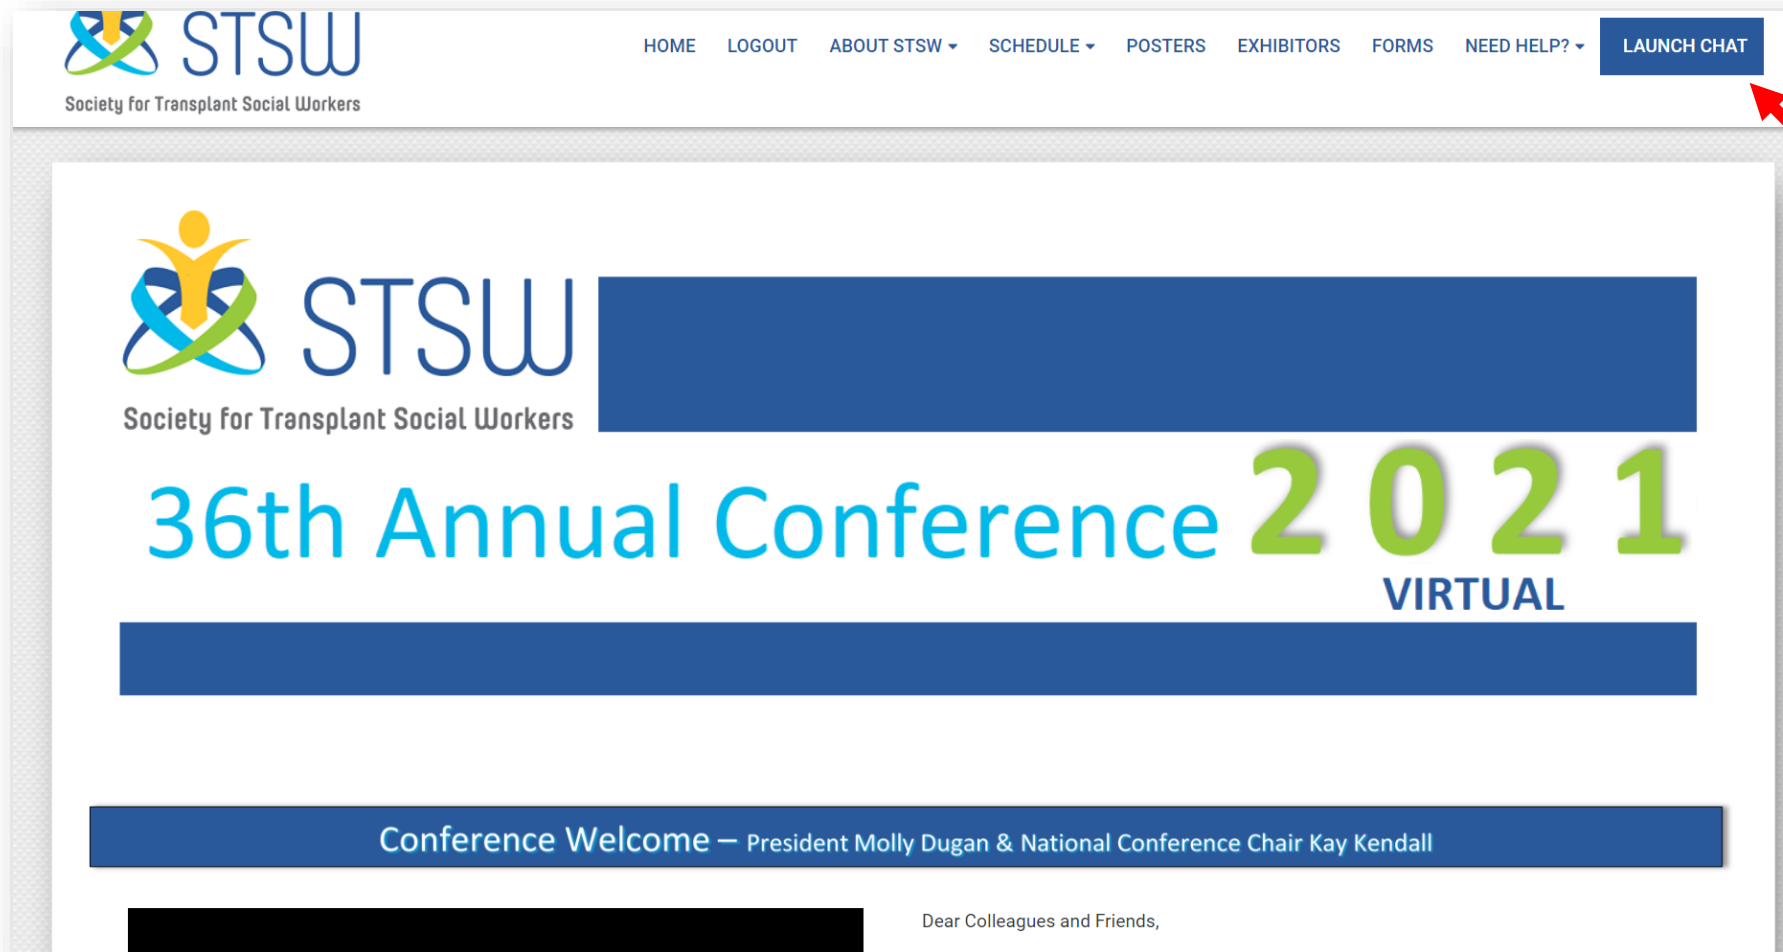 STSW
Society for Transplant Social Workers
HOME LOGOUT ABOUT STSW SCHEDULE POSTERS EXHIBITORS FORMS NEED HELP? LAUNCH CHAT
STSW
Society for Transplant Social Workers
36th Annual Conference 2021
VIRTUAL
Conference Welcome – President Molly Dugan & National Conference Chair Kay Kendall
Dear Colleagues and Friends,